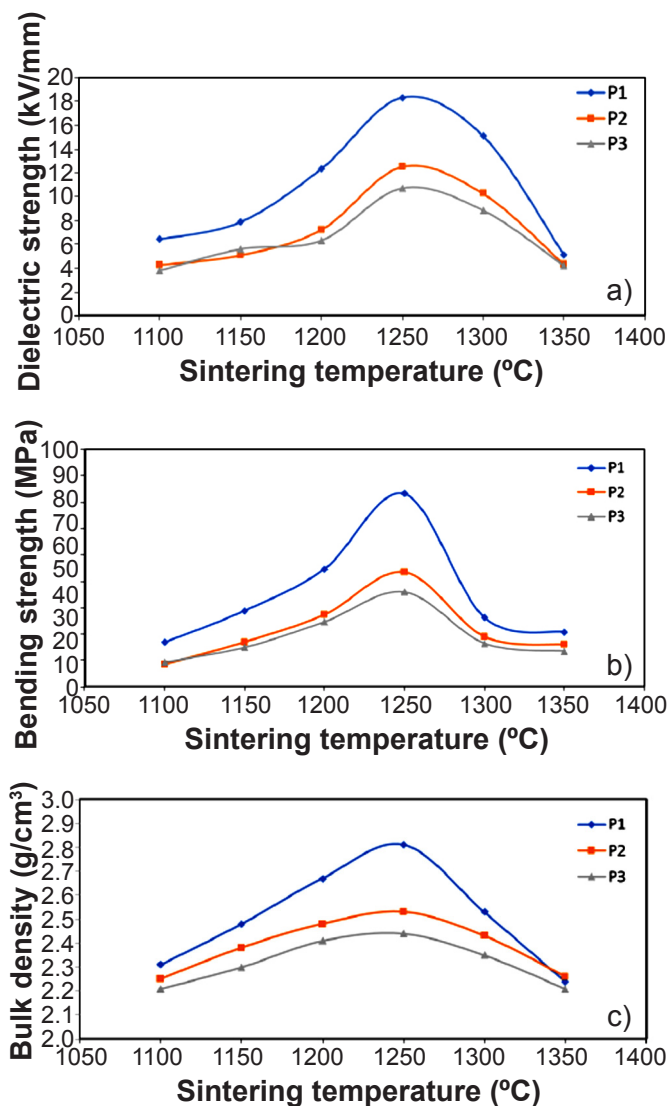 Dielectric strength (kV/mm)
20
18
16
14
12
10
8
6
4
2
0
P1
P2
P3
a)
1050 1100 1150 1200 1250 1300 1350 1400
Sintering temperature (ºC)
Bending strength (MPa)
100
90
80
70
60
50
40
30
20
10
0
P1
P2
P3
b)
1050 1100 1150 1200 1250 1300 1350 1400
Sintering temperature (ºC)
Bulk density (g/cm³)
3.0
2.9
2.8
2.7
2.6
2.5
2.4
2.3
2.2
2.1
2.0
P1
P2
P3
c)
1050 1100 1150 1200 1250 1300 1350 1400
Sintering temperature (ºC)